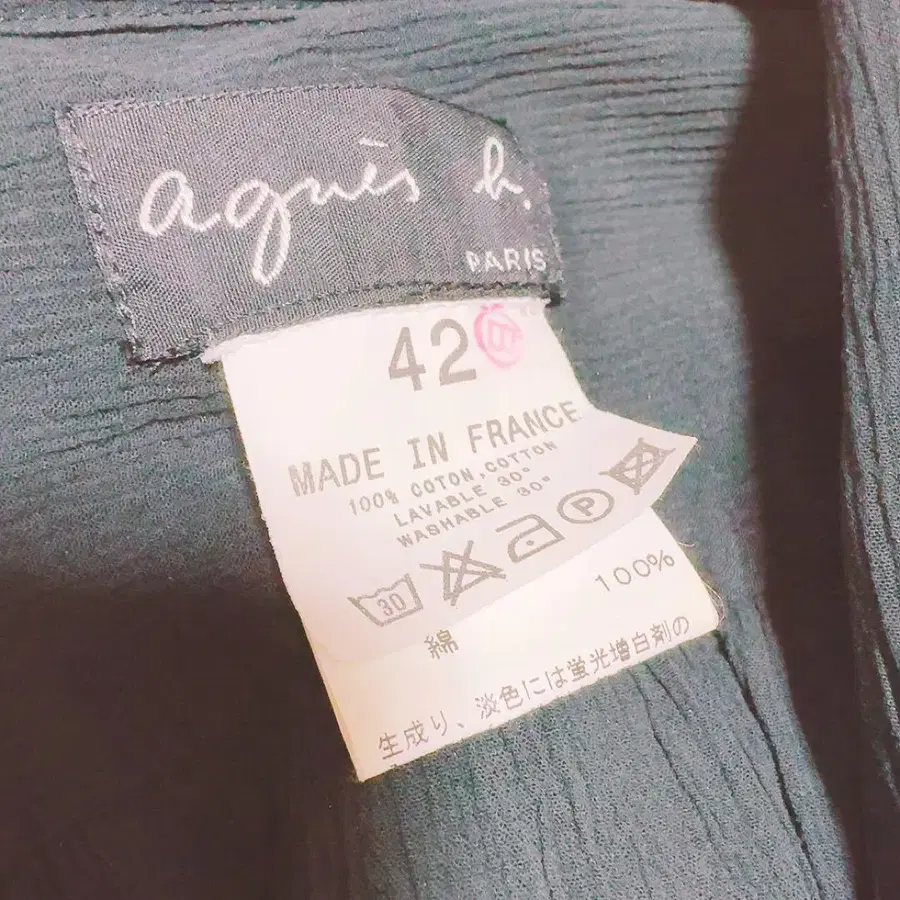 agnès b.
PARIS
42
MADE IN FRANCE
100% COTON, COTTON
LAVABLE 30°
WASHABLE 30°
30
P
綿 100%
生成り、淡色には蛍光増白剤の